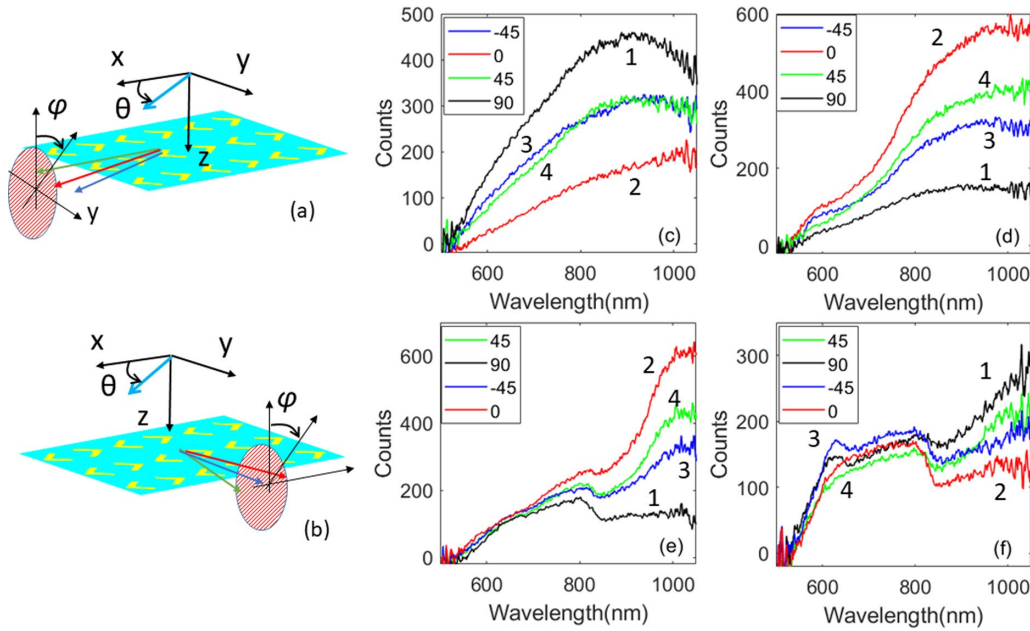 x
y
θ
z
φ
y
(a)
x
y
θ
z
φ
(b)
500
400
300
200
100
0
Counts
-45
0
45
90
1
3
4
2
(c)
600
800
1000
Wavelength(nm)
600
400
200
0
Counts
-45
0
45
90
2
4
3
1
(d)
600
800
1000
Wavelength(nm)
600
400
200
0
Counts
45
90
-45
0
2
4
3
1
(e)
600
800
1000
Wavelength(nm)
300
200
100
0
Counts
45
90
-45
0
1
3
4
2
(f)
600
800
1000
Wavelength(nm)